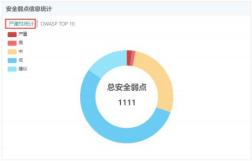 安全弱点信息统计
严重性统计 OWASP TOP 10
严重
高
中
低
建议
总安全弱点
1111